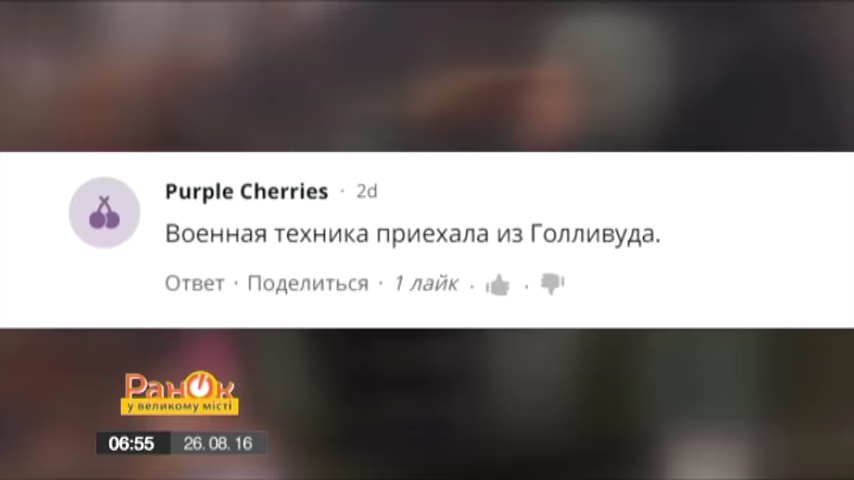 Purple Cherries · 2d
Военная техника приехала из Голливуда.
Ответ · Поделиться · 1 лайк · ·
Ранок
у великому місті
06:55 26.08.16